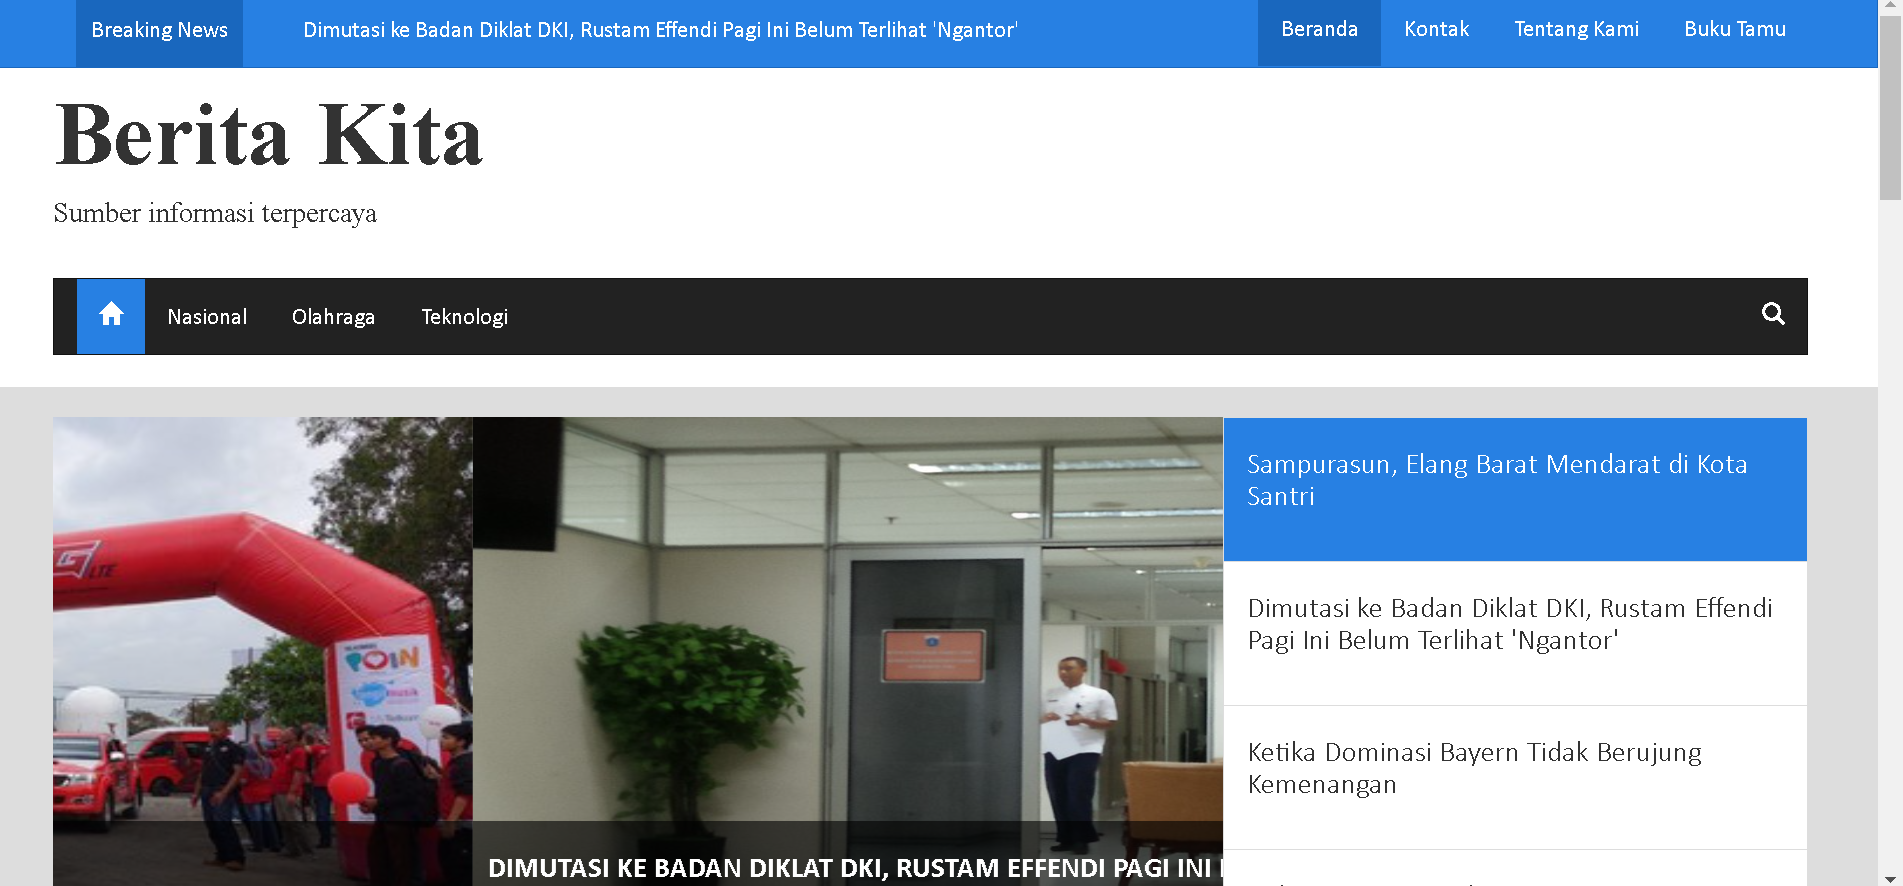 Breaking News
Dimutasi ke Badan Diklat DKI, Rustam Effendi Pagi Ini Belum Terlihat 'Ngantor'
Beranda
Kontak
Tentang Kami
Buku Tamu
Berita Kita
Sumber informasi terpercaya
Nasional
Olahraga
Teknologi
Sampurasun, Elang Barat Mendarat di Kota
Santri
Dimutasi ke Badan Diklat DKI, Rustam Effendi
Pagi Ini Belum Terlihat 'Ngantor'
Ketika Dominasi Bayern Tidak Berujung
Kemenangan
LTE
POIN
DIMUTASI KE BADAN DIKLAT DKI, RUSTAM EFFENDI PAGI INI